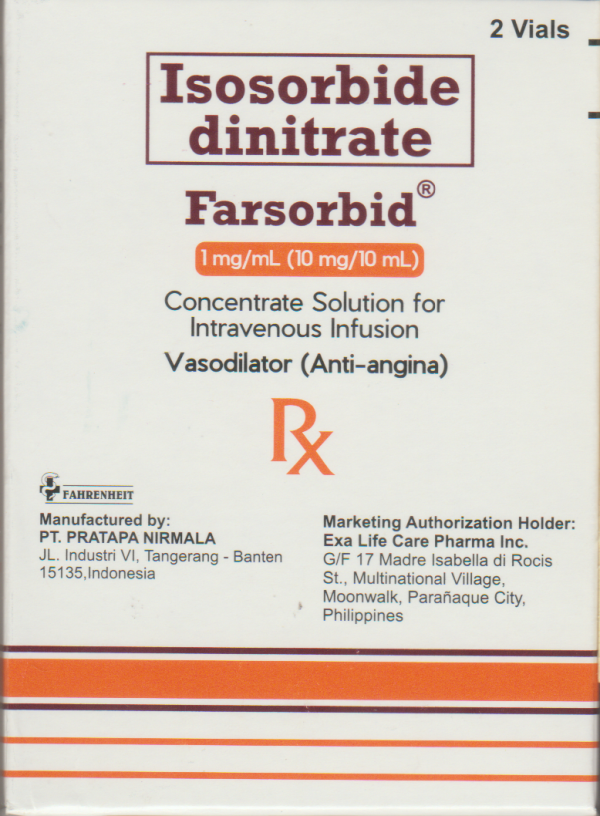 2 Vials
Isosorbide
dinitrate
Farsorbid®
1 mg/mL (10 mg/10 mL)
Concentrate Solution for
Intravenous Infusion
Vasodilator (Anti-angina)
Rx
FAHRENHEIT
Manufactured by:
PT. PRATAPA NIRMALA
JL. Industri VI, Tangerang - Banten
15135,Indonesia
Marketing Authorization Holder:
Exa Life Care Pharma Inc.
G/F 17 Madre Isabella di Rocis
St., Multinational Village,
Moonwalk, Parañaque City,
Philippines